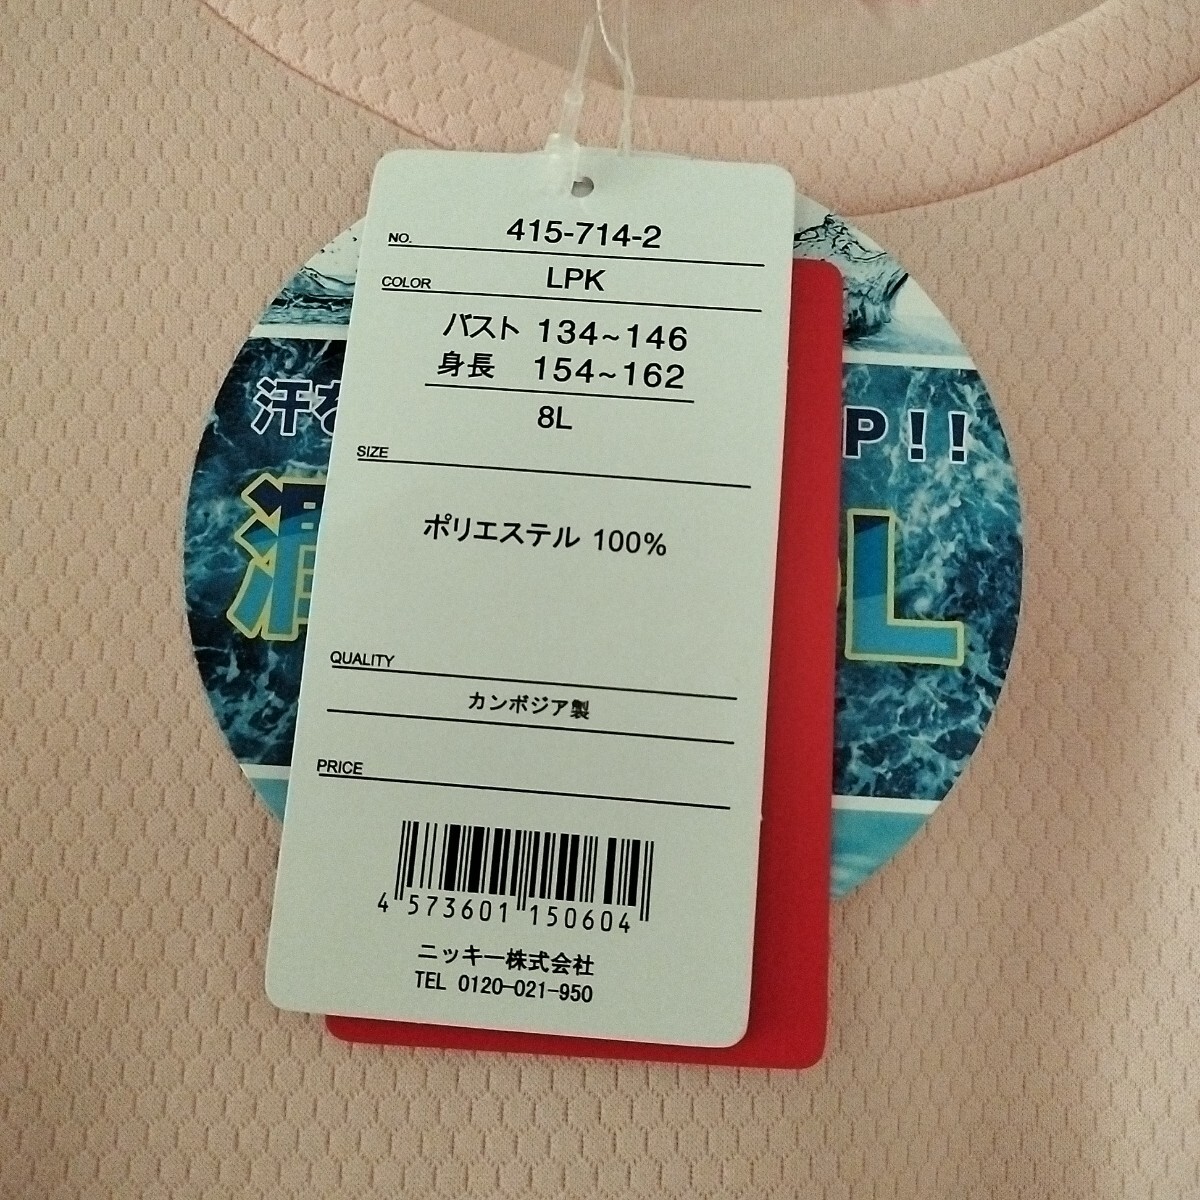 NO. 415-714-2
COLOR LPK
バスト 134~146
身長 154~162
8L
SIZE
ポリエステル 100%
QUALITY
カンボジア製
PRICE
4 573601 150604
ニッキー株式会社
TEL 0120-021-950
汗を
P!!
L